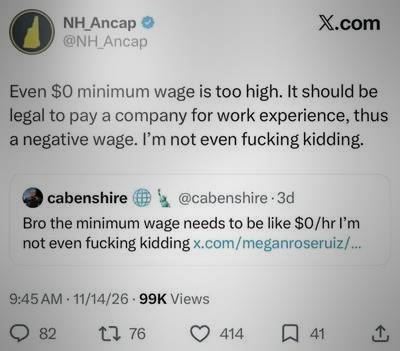 NH_Ancap
X.com
@NH_Ancap
Even $0 minimum wage is too high. It should be
legal to pay a company for work experience, thus
a negative wage. I'm not even fucking kidding.
cabenshire @cabenshire · 3d
Bro the minimum wage needs to be like $0/hr I'm
not even fucking kidding x.com/meganroseruiz/...
9:45 AM · 11/14/26 · 99K Views
82 76 414 41